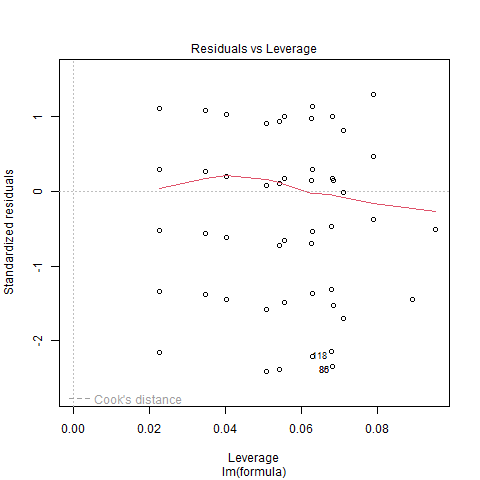 Residuals vs Leverage
Standardized residuals
1
0
-1
-2
118
86
Cook's distance
0.00 0.02 0.04 0.06 0.08
Leverage
lm(formula)